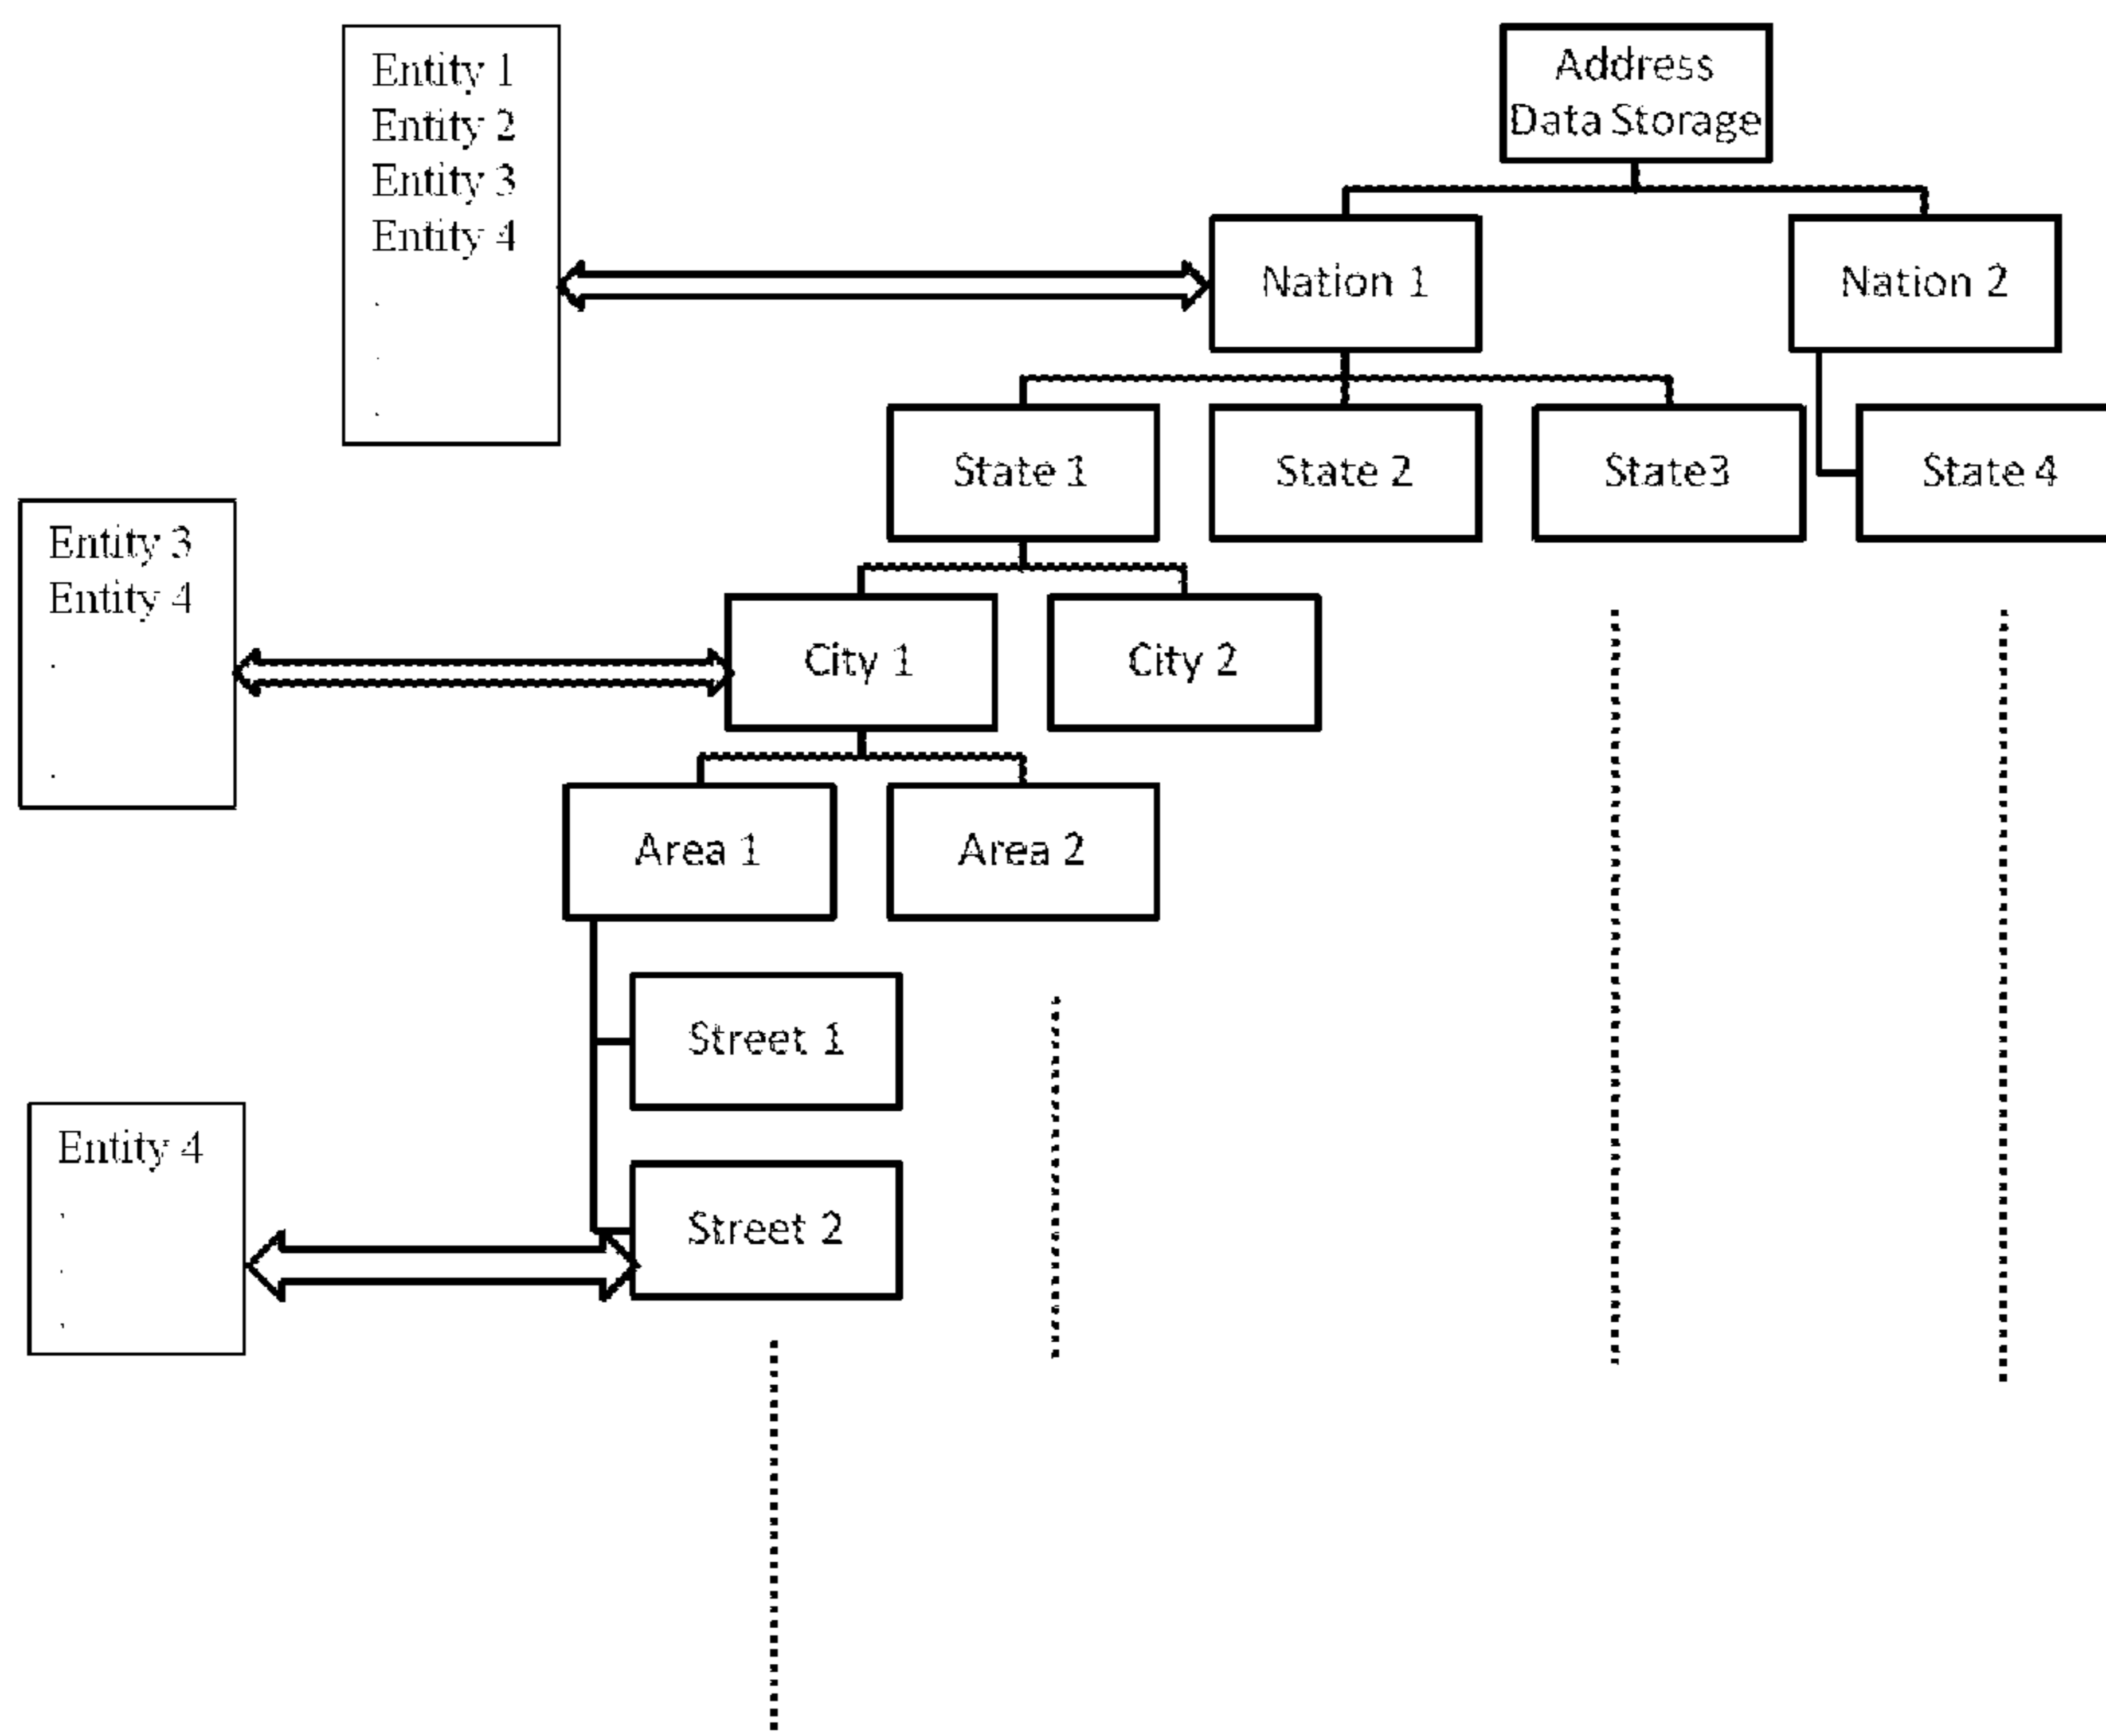 Entity 1
Entity 2
Entity 3
Entity 4
.
.
.
Address
Data Storage
Nation 1
Nation 2
State 1
State 2
State3
State 4
Entity 3
Entity 4
.
.
City 1
City 2
Area 1
Area 2
Street 1
Entity 4
.
.
.
Street 2